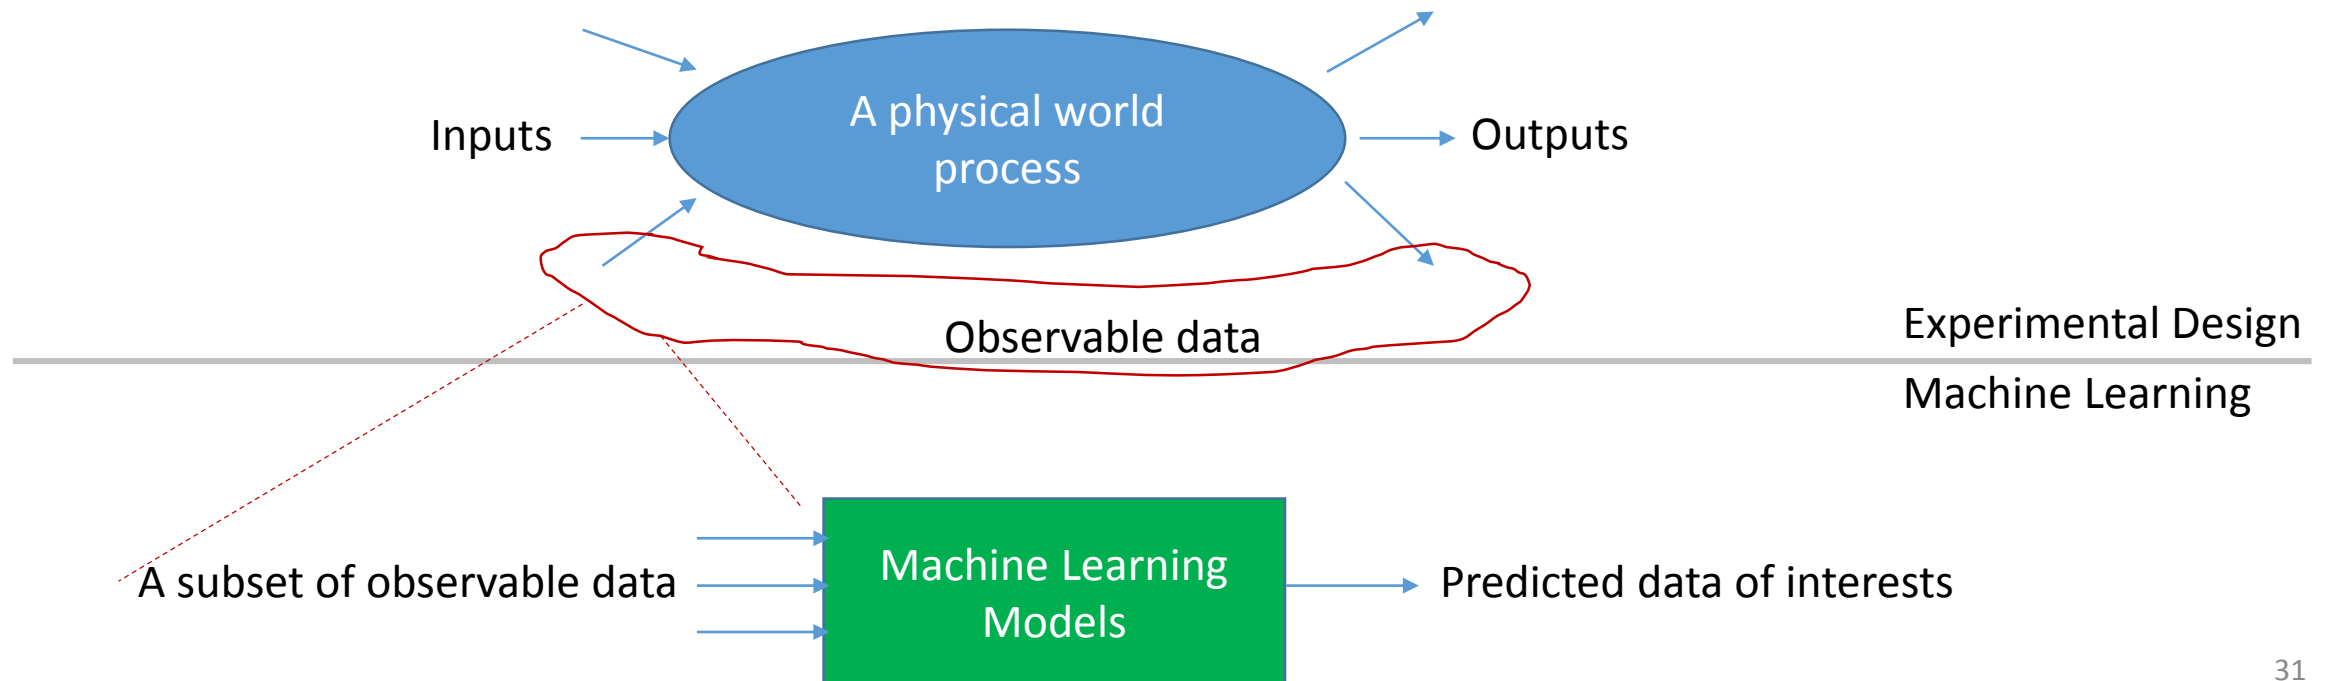 A physical world
process
Inputs
Outputs
Observable data
Experimental Design
Machine Learning
A subset of observable data
Machine Learning
Models
Predicted data of interests
31